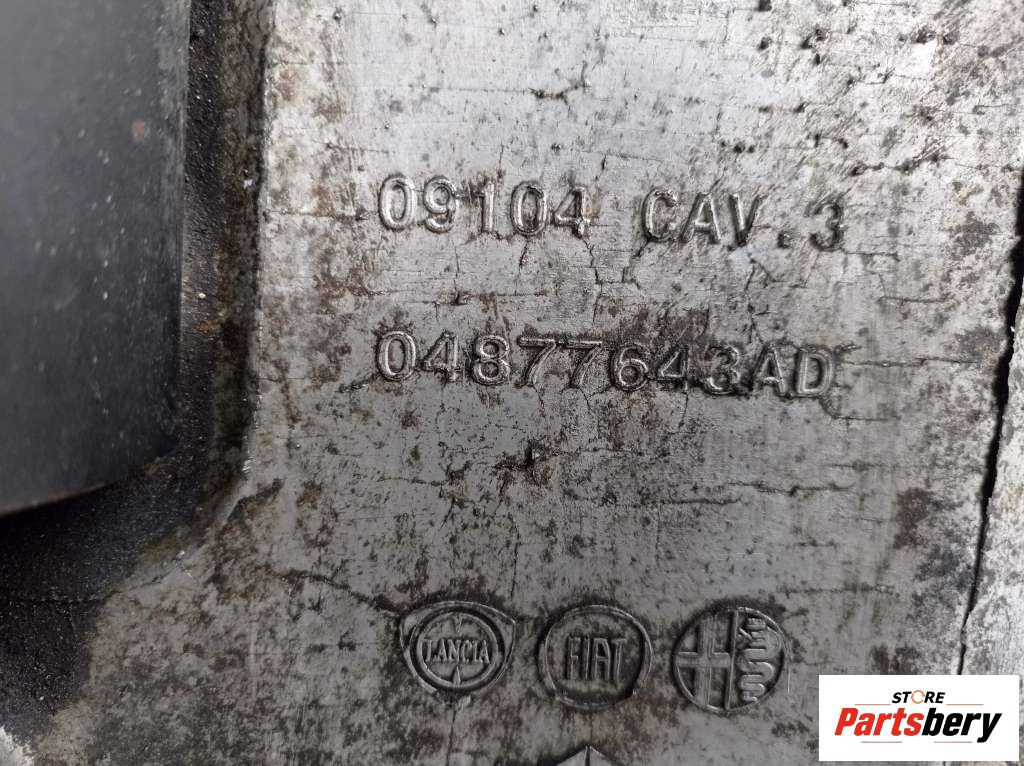 09104 CAV.3
04877643AD
LANCIA
FIAT
STORE
Partsbery